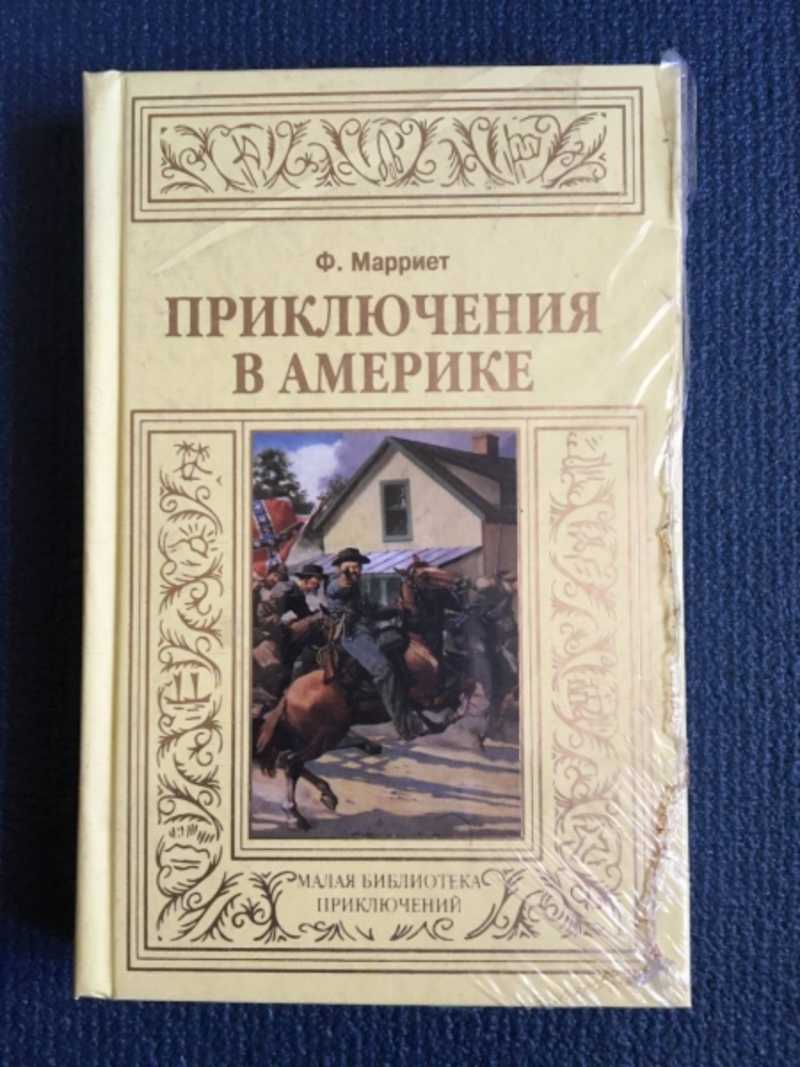 Ф. Марриет
ПРИКЛЮЧЕНИЯ
В АМЕРИКЕ
МАЛАЯ БИБЛИОТЕКА
ПРИКЛЮЧЕНИЙ